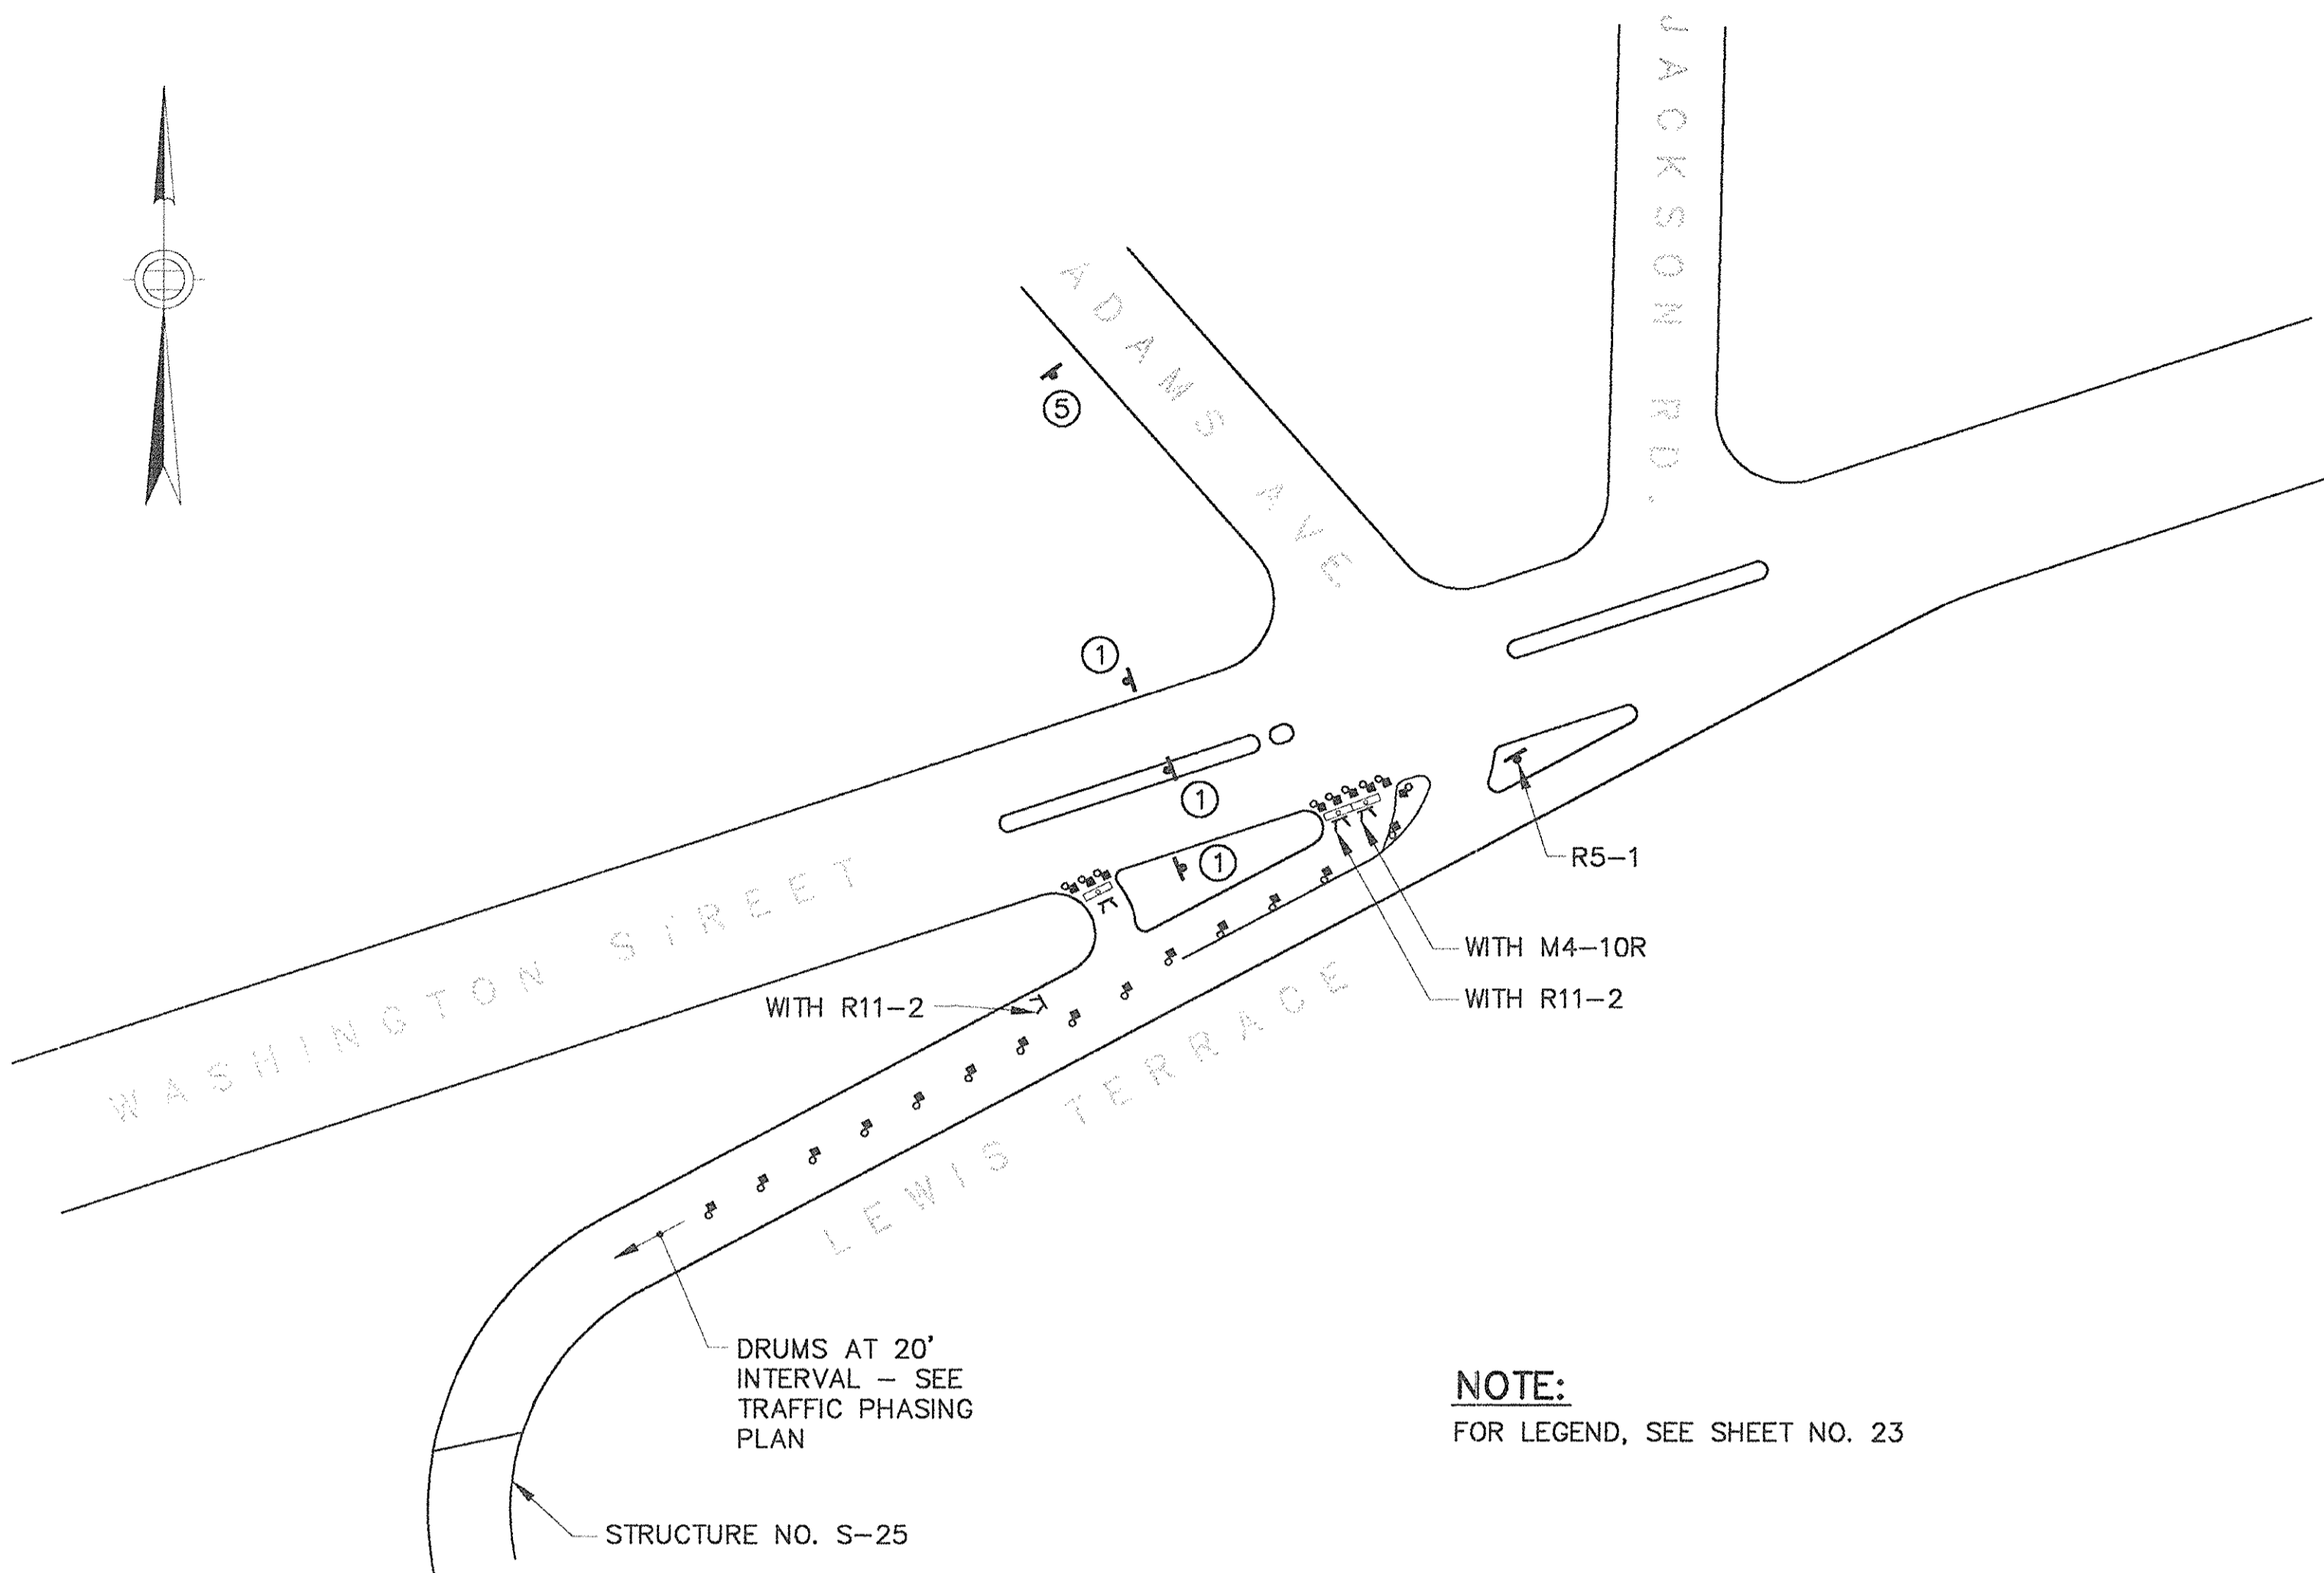 JACKSON RD.
ADAMS AVE.
5
1
1
1
R5-1
WASHINGTON STREET
WITH M4-10R
WITH R11-2
WITH R11-2
LEWIS TERRACE
DRUMS AT 20'
INTERVAL - SEE
TRAFFIC PHASING
PLAN
NOTE:
FOR LEGEND, SEE SHEET NO. 23
STRUCTURE NO. S-25